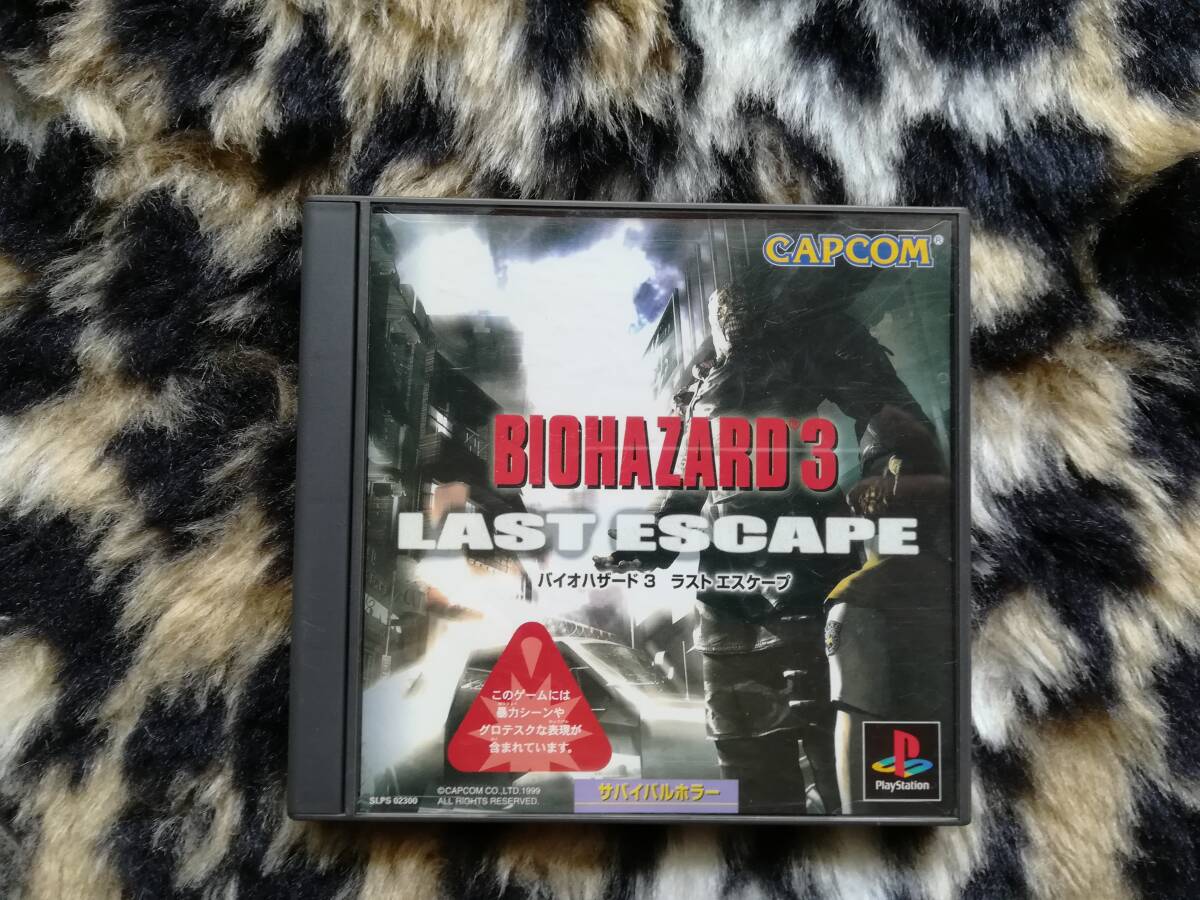 CAPCOM®
BIOHAZARD®3
LAST ESCAPE
バイオハザード3 ラスト エスケープ
このゲームには
暴力シーンや
グロテスクな表現が
含まれています。
SLPS 02300
©CAPCOM CO.,LTD.1999
ALL RIGHTS RESERVED.
サバイバルホラー
PlayStation